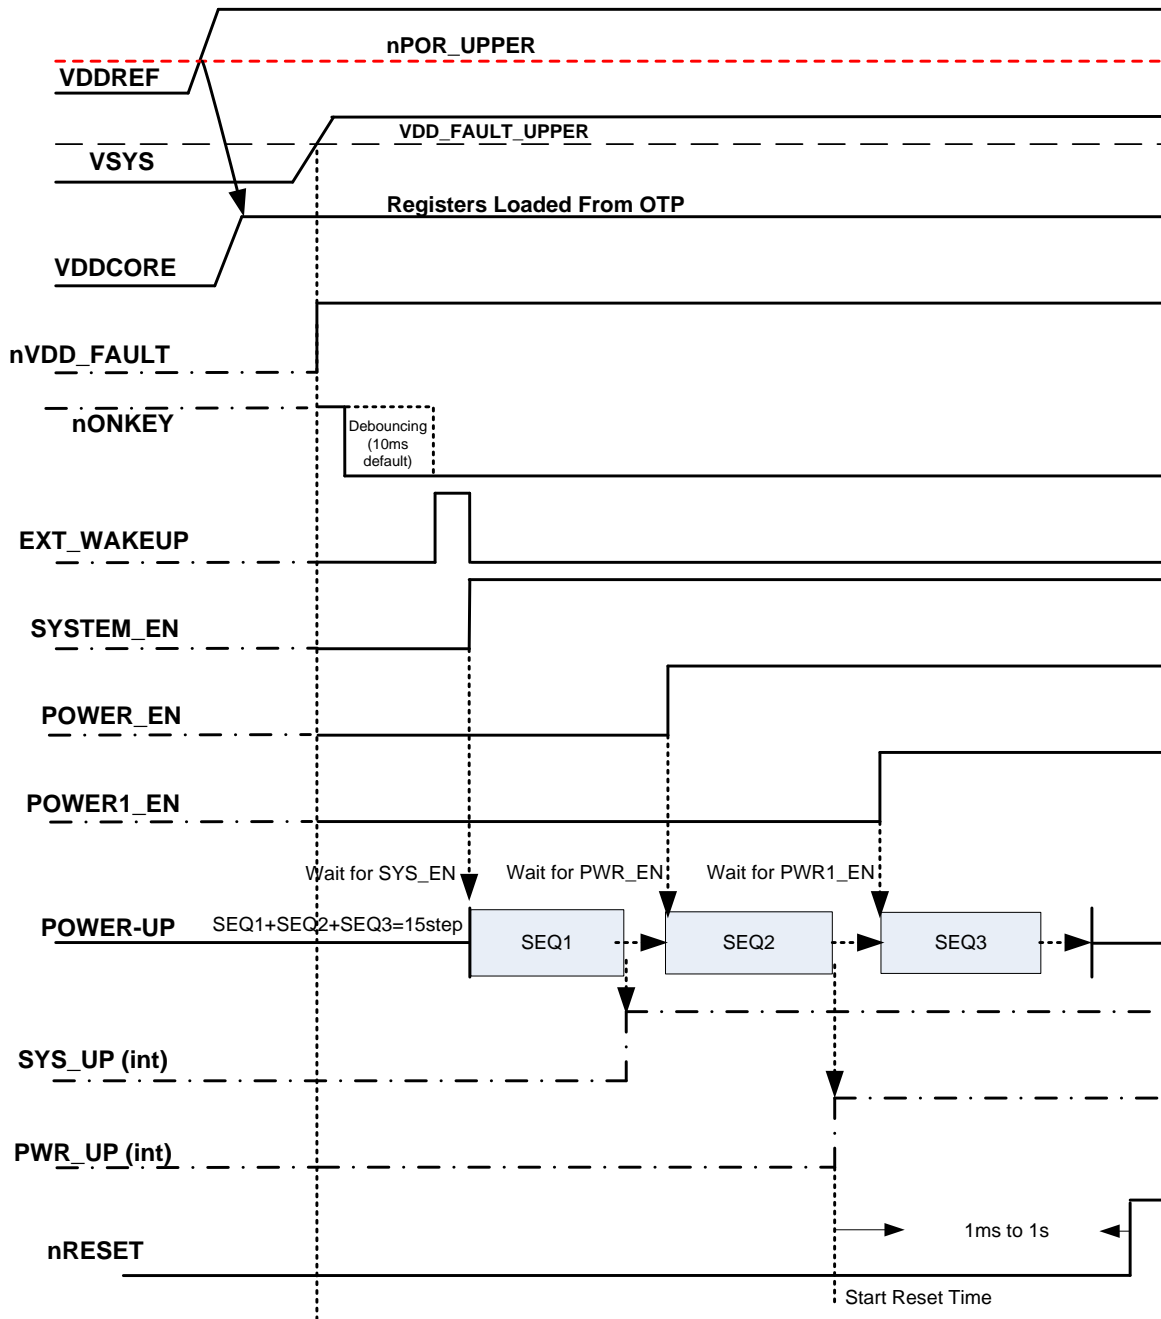 nPOR_UPPER
VDDREF
VDD_FAULT_UPPER
VSYS
Registers Loaded From OTP
VDDCORE
nVDD_FAULT
nONKEY
Debouncing
(10ms
default)
EXT_WAKEUP
SYSTEM_EN
POWER_EN
POWER1_EN
Wait for SYS_EN
Wait for PWR_EN
Wait for PWR1_EN
POWER-UP
SEQ1+SEQ2+SEQ3=15step
SEQ1
SEQ2
SEQ3
SYS_UP (int)
PWR_UP (int)
1ms to 1s
nRESET
Start Reset Time